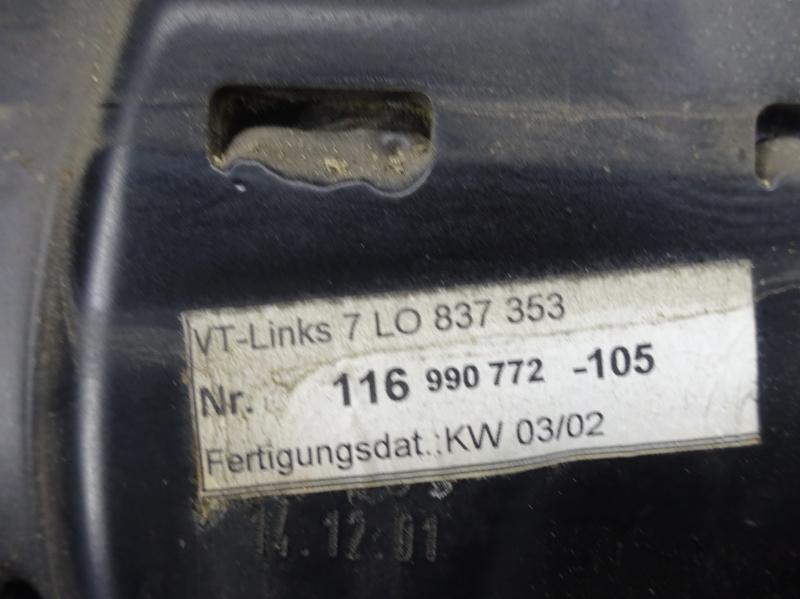 VT-Links 7 LO 837 353
Nr. 116 990 772 -105
Fertigungsdat.:KW 03/02
14.12.01